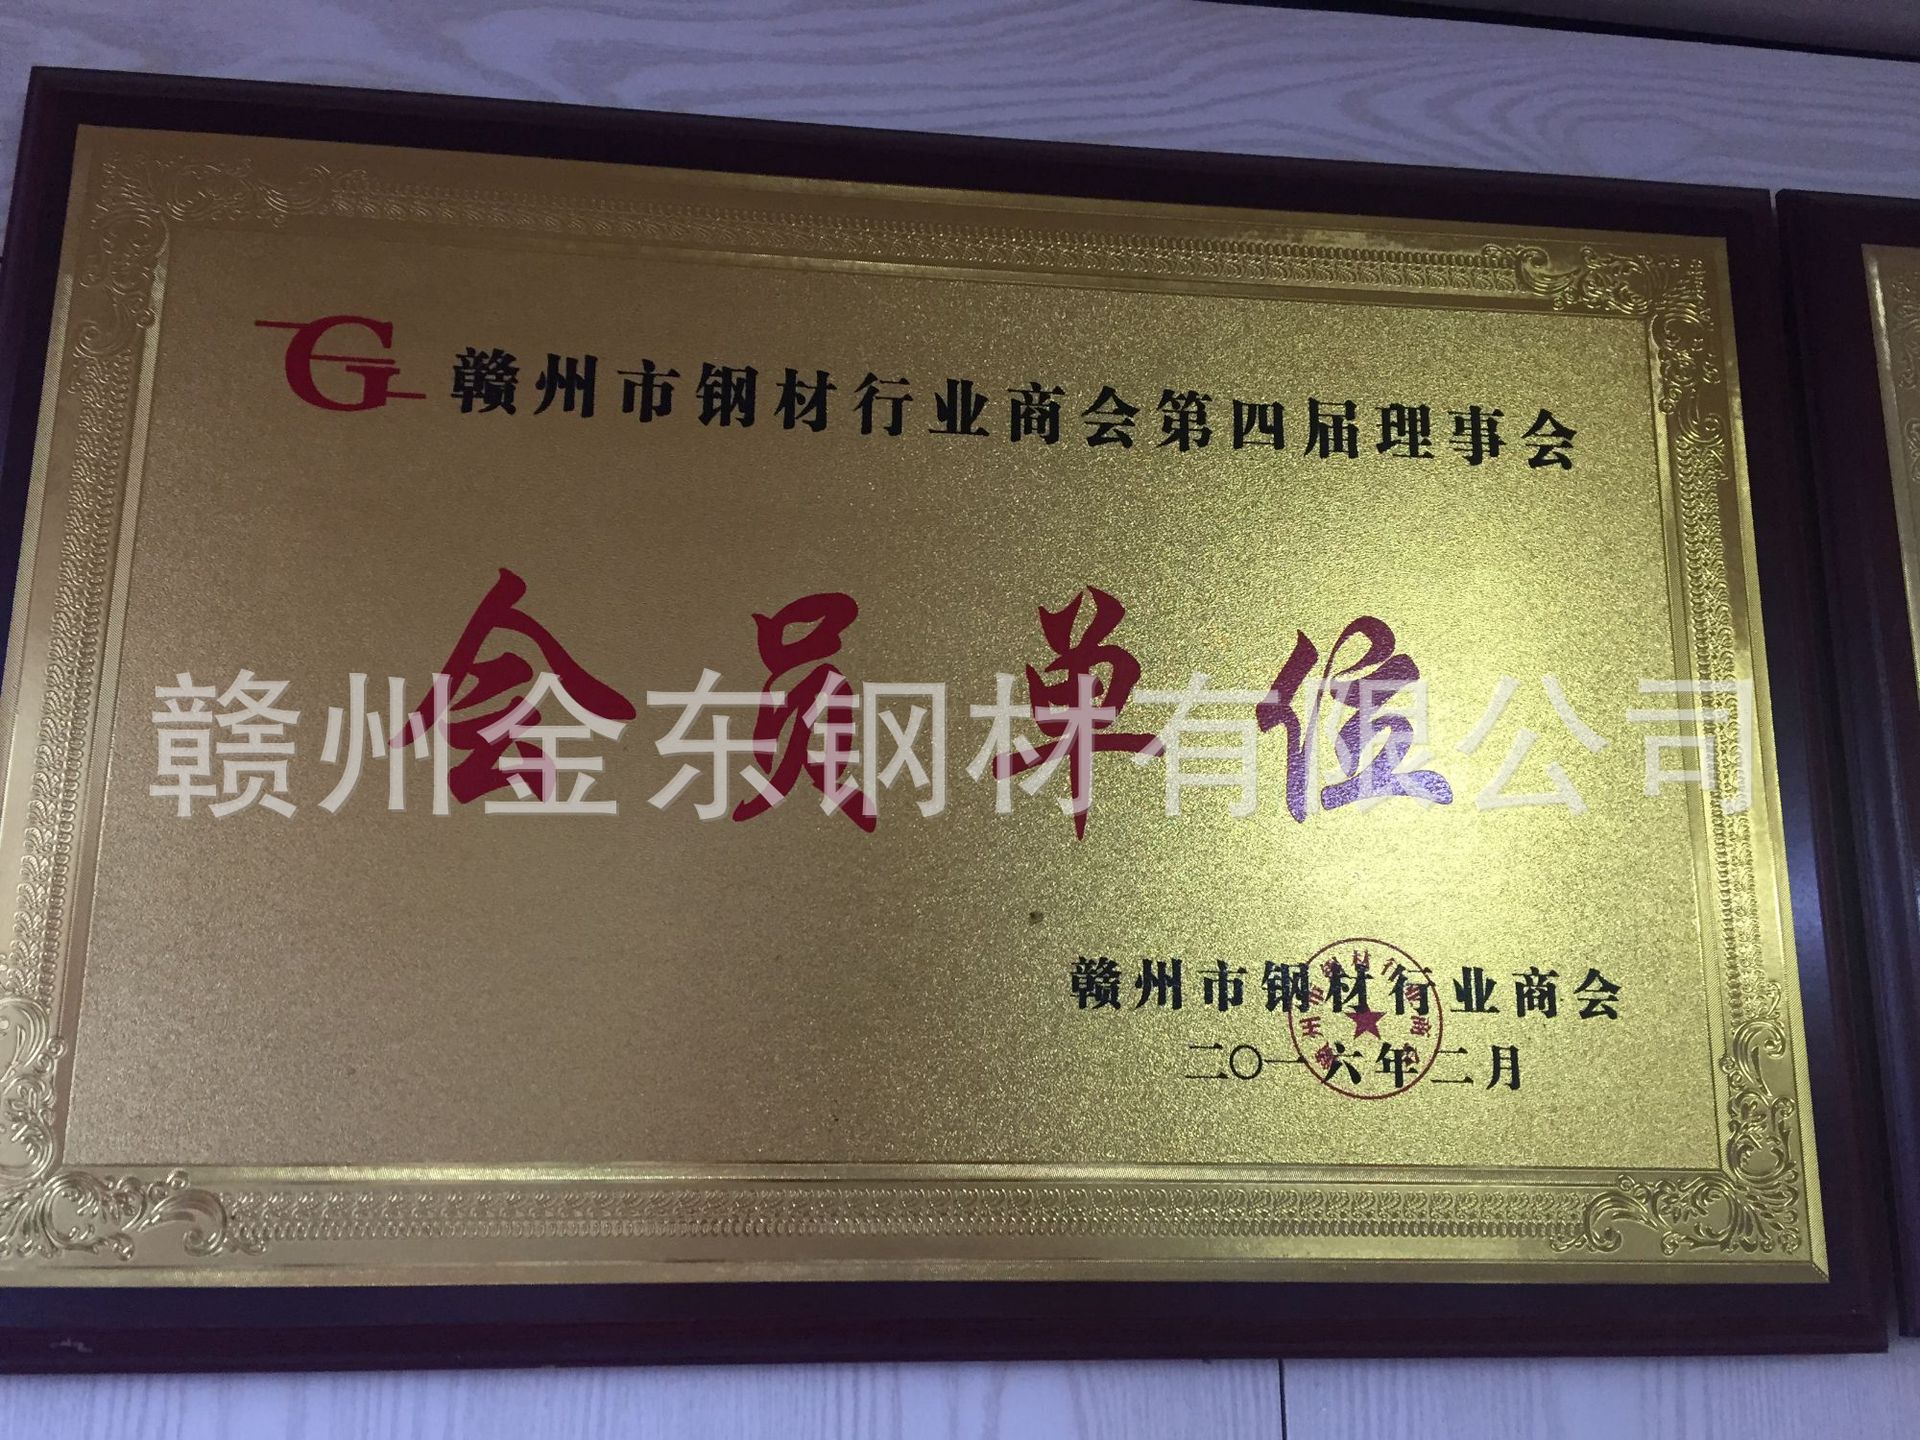 G 赣州市钢材行业商会第四届理事会
会员单位
赣州金东钢材有限公司
赣州市钢材行业商会
二〇一六年二月